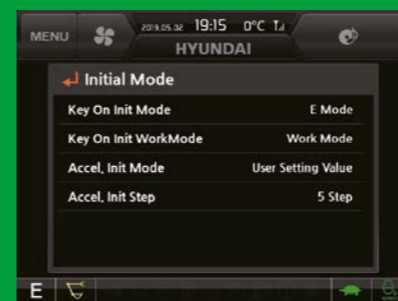 MENU
2019.05.02 19:15 0°C
HYUNDAI
Initial Mode
Key On Init Mode E Mode
Key On Init WorkMode Work Mode
Accel. Init Mode User Setting Value
Accel. Init Step 5 Step
E